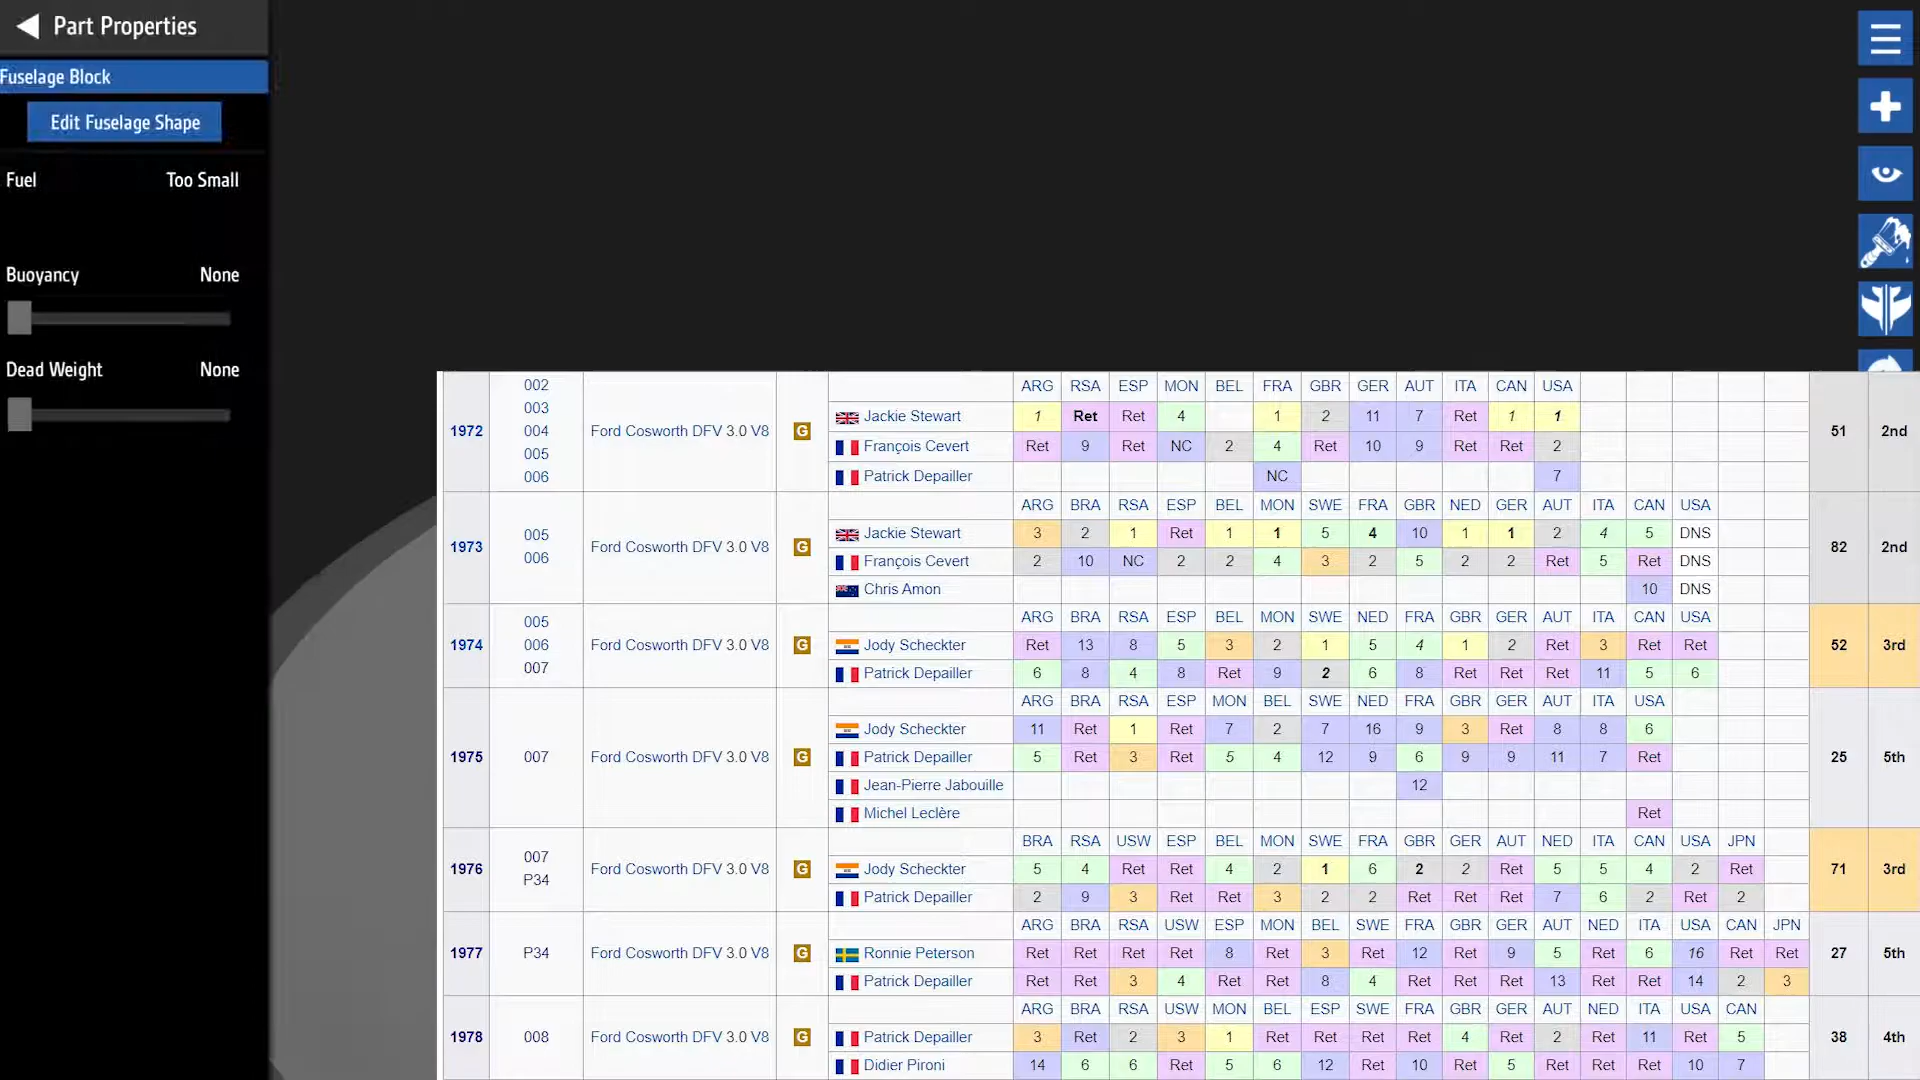 Part Properties
Fuselage Block
Edit Fuselage Shape
Fuel Too Small
Buoyancy None
Dead Weight None
1972 002 003 004 005 006 Ford Cosworth DFV 3.0 V8 G 51 2nd
ARG RSA ESP MON BEL FRA GBR GER AUT ITA CAN USA
Jackie Stewart 1 Ret Ret 4 1 2 11 7 Ret 1 1
François Cevert Ret 9 Ret NC 2 4 Ret 10 9 Ret Ret 2
Patrick Depailler NC 7
1973 005 006 Ford Cosworth DFV 3.0 V8 G 82 2nd
ARG BRA RSA ESP BEL MON SWE FRA GBR NED GER AUT ITA CAN USA
Jackie Stewart 3 2 1 Ret 1 1 5 4 10 1 1 2 4 5 DNS
François Cevert 2 10 NC 2 2 4 3 2 5 2 2 Ret 5 Ret DNS
Chris Amon 10 DNS
1974 005 006 007 Ford Cosworth DFV 3.0 V8 G 52 3rd
ARG BRA RSA ESP BEL MON SWE NED FRA GBR GER AUT ITA CAN USA
Jody Scheckter Ret 13 8 5 3 2 1 5 4 1 2 Ret 3 Ret Ret
Patrick Depailler 6 8 4 8 Ret 9 2 6 8 Ret Ret Ret 11 5 6
1975 007 Ford Cosworth DFV 3.0 V8 G 25 5th
ARG BRA RSA ESP MON BEL SWE NED FRA GBR GER AUT ITA USA
Jody Scheckter 11 Ret 1 Ret 7 2 7 16 9 3 Ret 8 8 6
Patrick Depailler 5 Ret 3 Ret 5 4 12 9 6 9 9 11 7 Ret
Jean-Pierre Jabouille 12
Michel Leclère Ret
1976 007 P34 Ford Cosworth DFV 3.0 V8 G 71 3rd
BRA RSA USW ESP BEL MON SWE FRA GBR GER AUT NED ITA CAN USA JPN
Jody Scheckter 5 4 Ret Ret 4 2 1 6 2 2 Ret 5 5 4 2 Ret
Patrick Depailler 2 9 3 Ret Ret 3 2 2 Ret Ret Ret 7 6 2 Ret 2
1977 P34 Ford Cosworth DFV 3.0 V8 G 27 5th
ARG BRA RSA USW ESP MON BEL SWE FRA GBR GER AUT NED ITA USA CAN JPN
Ronnie Peterson Ret Ret Ret Ret 8 Ret 3 Ret 12 Ret 9 5 Ret 6 16 Ret Ret
Patrick Depailler Ret Ret 3 4 Ret Ret 8 4 Ret Ret Ret 13 Ret Ret 14 2 3
1978 008 Ford Cosworth DFV 3.0 V8 G 38 4th
ARG BRA RSA USW MON BEL ESP SWE FRA GBR GER AUT NED ITA USA CAN
Patrick Depailler 3 Ret 2 3 1 Ret Ret Ret Ret 4 Ret 2 Ret 11 Ret 5
Didier Pironi 14 6 6 Ret 5 6 12 Ret 10 Ret 5 Ret Ret Ret 10 7